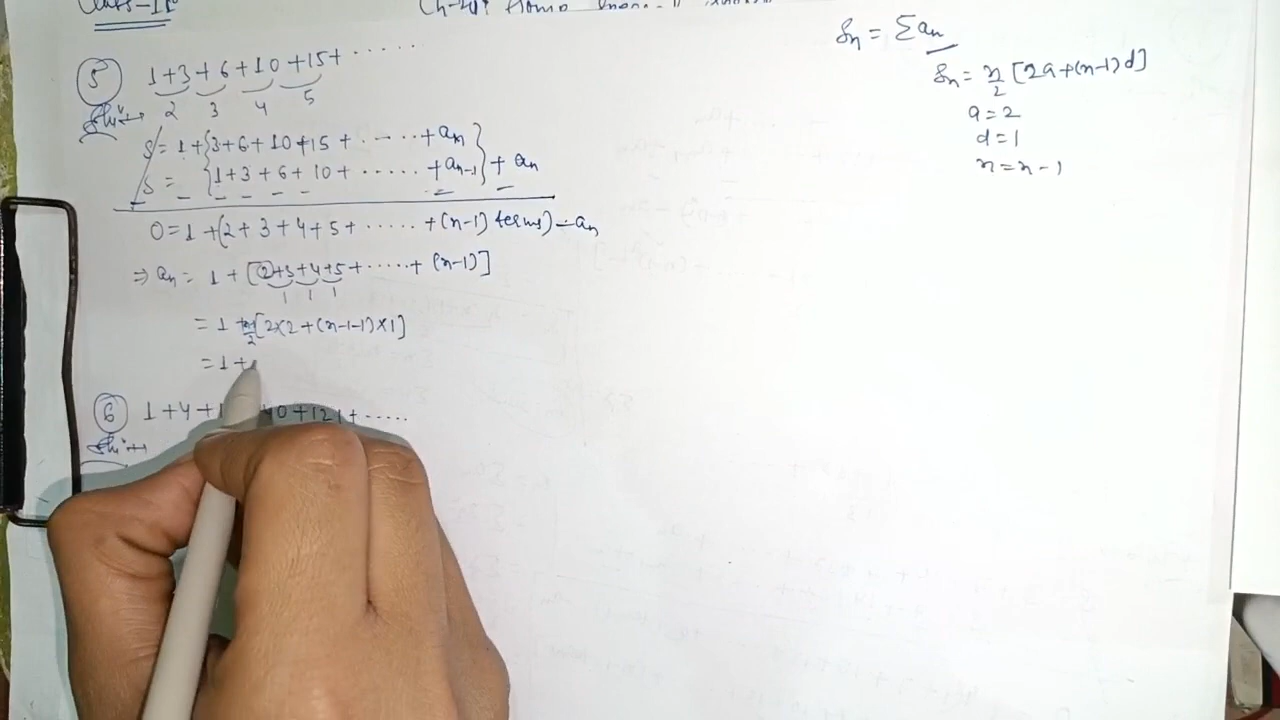 Sn = Σan
5 1+3+6+10+15+ ......
2 3 4 5
Sn = n/2 [2a+(n-1)d]
a=2
d=1
n=n-1
S = 1+{3+6+10+15+ ...... +an
S = {1+3+6+10+ ...... +an-1} + an
0 = 1+(2+3+4+5+ ...... +(n-1) terms) - an
⇒ an = 1 + [2+3+4+5+ ...... + (n-1)]
1 1 1
= 1 + [2×2+(n-1-1)×1]
= 1 +
6 1+4+ 40+121+ ......